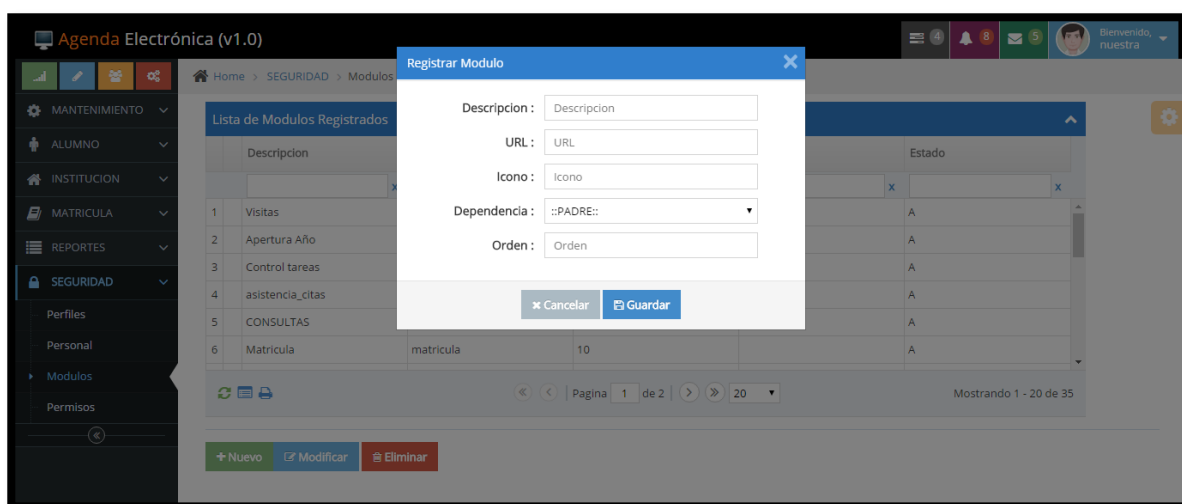 Agenda Electrónica (v1.0)
4
8
5
Bienvenido,
nuestra
Home > SEGURIDAD > Modulos
MANTENIMIENTO
ALUMNO
INSTITUCION
MATRICULA
REPORTES
SEGURIDAD
Perfiles
Personal
Modulos
Permisos
Registrar Modulo
Descripcion : Descripcion
URL : URL
Icono : Icono
Dependencia : ::PADRE::
Orden : Orden
Cancelar Guardar
Lista de Modulos Registrados
Descripcion Estado
x x x
1 Visitas A
2 Apertura Año A
3 Control tareas A
4 asistencia_citas A
5 CONSULTAS A
6 Matricula matricula 10 A
Pagina 1 de 2 20 Mostrando 1 - 20 de 35
Nuevo Modificar Eliminar